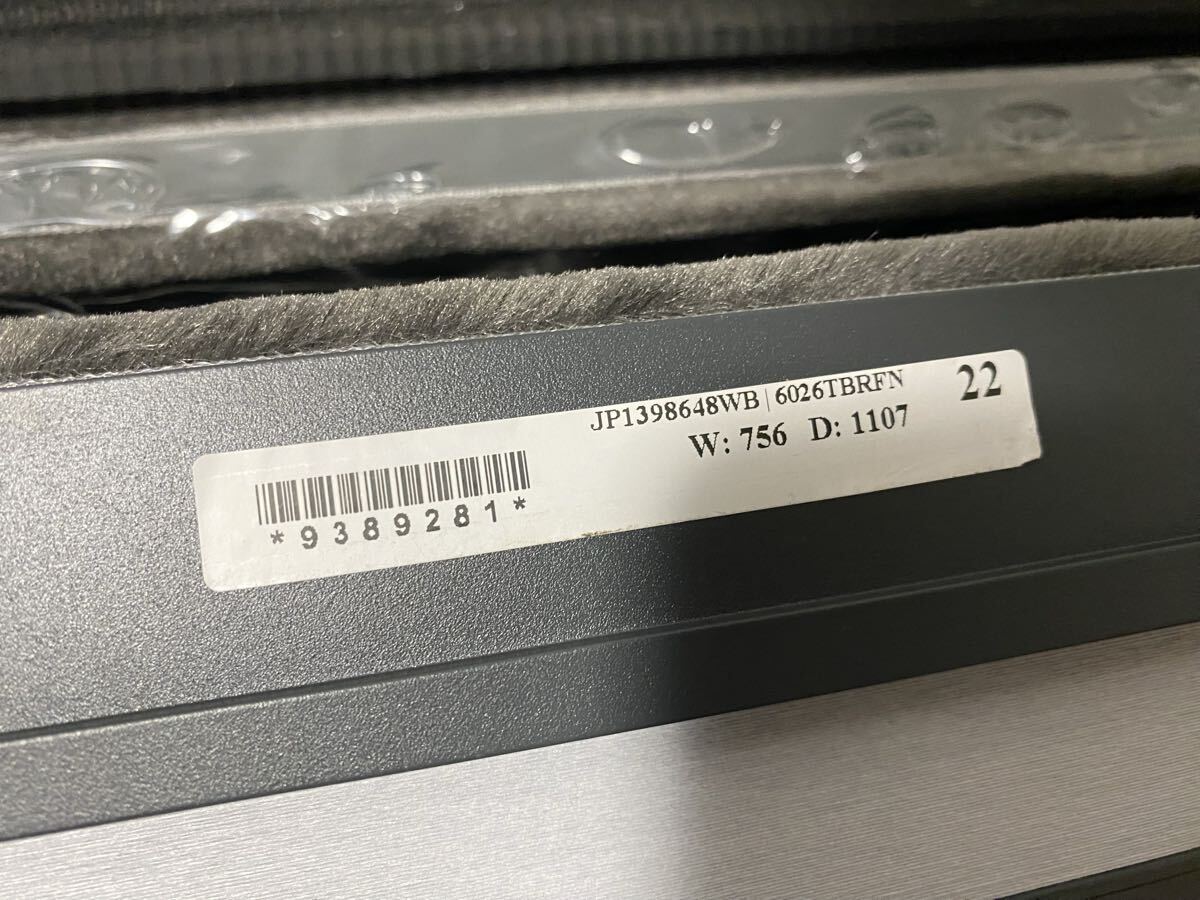 JP1398648WB | 6026TBRFN
22
W: 756 D: 1107
*9389281*